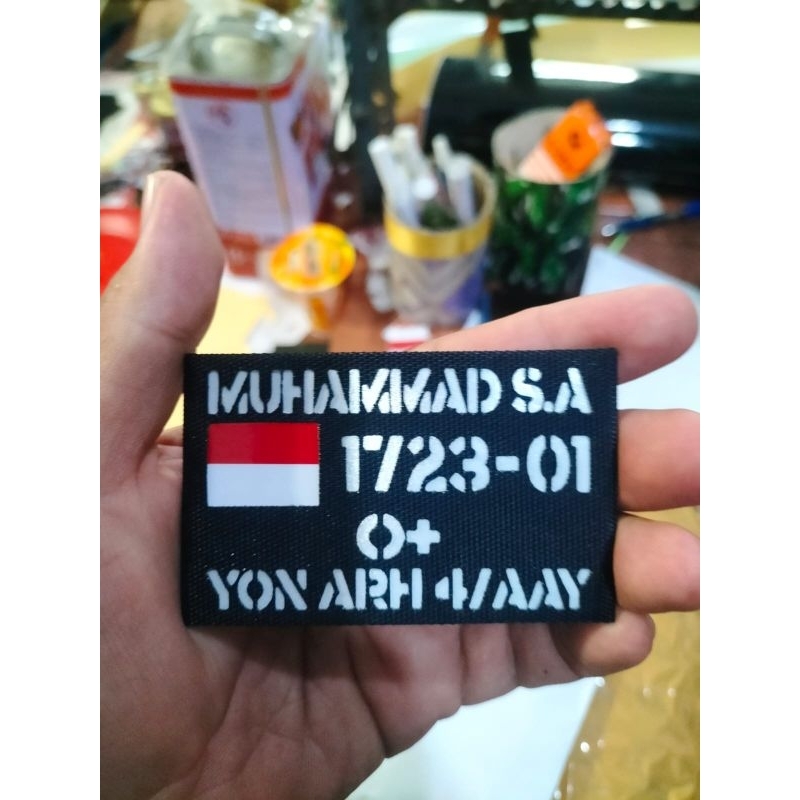 MUHAMMAD S.A
1723-01
O+
YON ARH 4/AAY